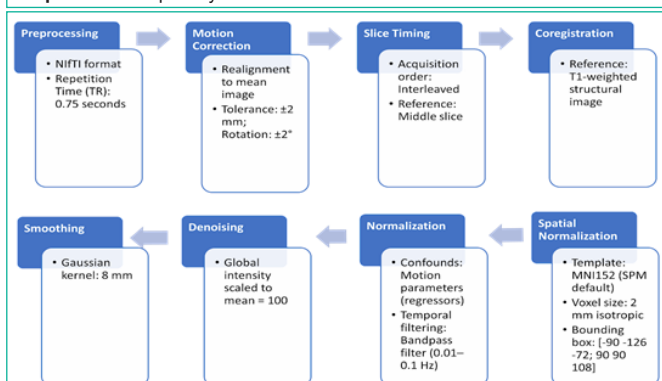 Preprocessing
• NIfTI format
• Repetition
Time (TR):
0.75 seconds
Motion
Correction
• Realignment
to mean
image
• Tolerance: ±2
mm;
Rotation: ±2°
Slice Timing
• Acquisition
order:
Interleaved
• Reference:
Middle slice
Coregistration
• Reference:
T1-weighted
structural
image
Smoothing
• Gaussian
kernel: 8 mm
Denoising
• Global
intensity
scaled to
mean = 100
Normalization
• Confounds:
Motion
parameters
(regressors)
• Temporal
filtering:
Bandpass
filter (0.01–
0.1 Hz)
Spatial
Normalization
• Template:
MNI152 (SPM
default)
• Voxel size: 2
mm isotropic
• Bounding
box: [-90 -126
-72; 90 90
108]